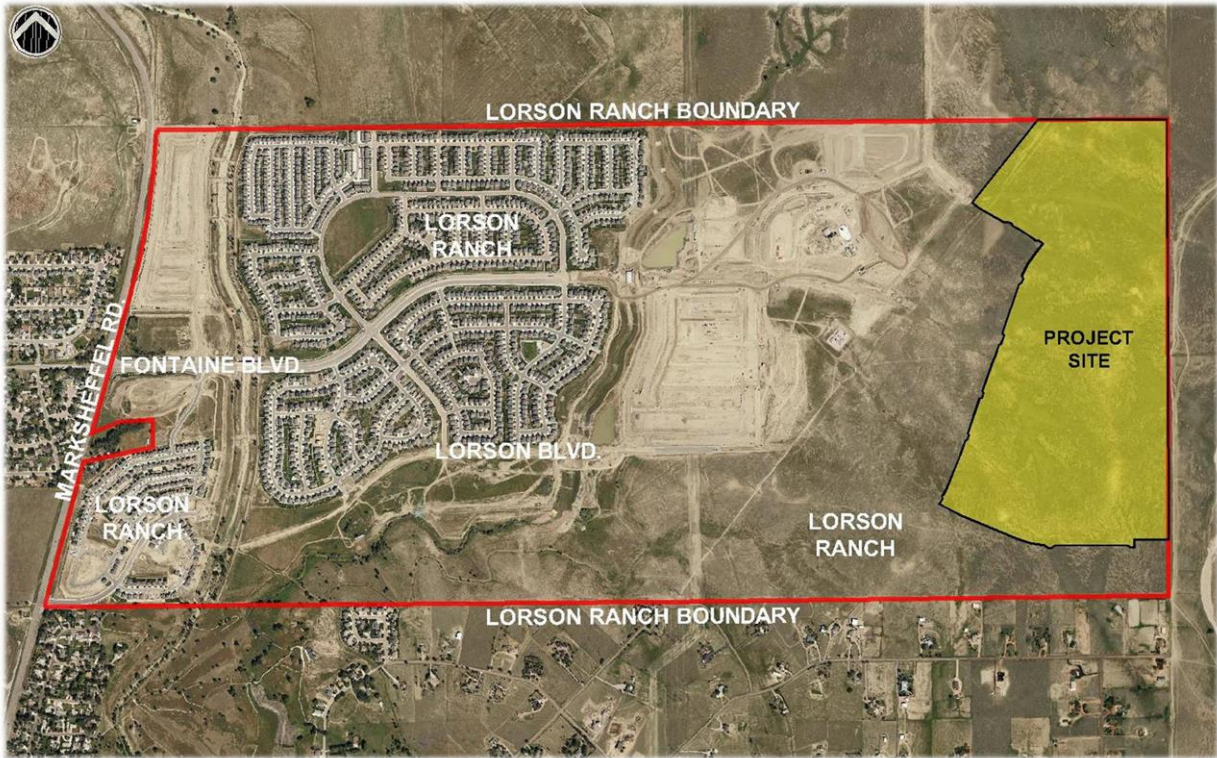 LORSON RANCH BOUNDARY
LORSON
RANCH
PROJECT
SITE
MARKSHEFFEL RD.
FONTAINE BLVD.
LORSON BLVD.
LORSON
RANCH
LORSON
RANCH
LORSON RANCH BOUNDARY